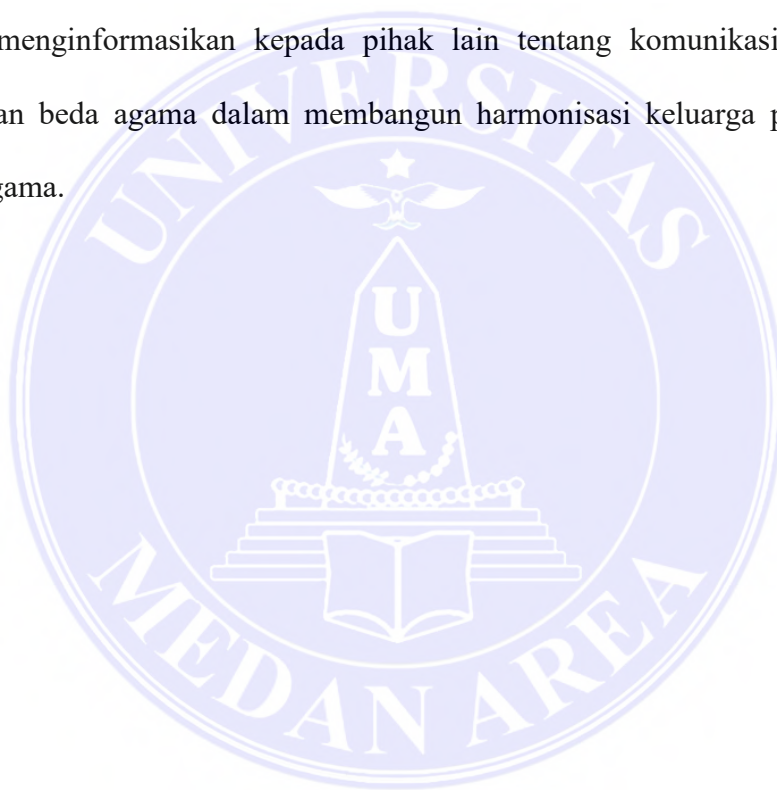 menginformasikan kepada pihak lain tentang komunikasi
an beda agama dalam membangun harmonisasi keluarga p
gama.
UNIVERSITAS
UMA
MEDAN AREA